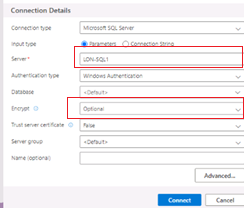 Connection Details
Connection type Microsoft SQL Server
Input type Parameters Connection String
Server* LDN-SQL1
Authentication type Windows Authentication
Database <Default>
Encrypt Optional
Trust server certificate False
Server group <Default>
Name (optional)
Advanced...
Connect Cancel